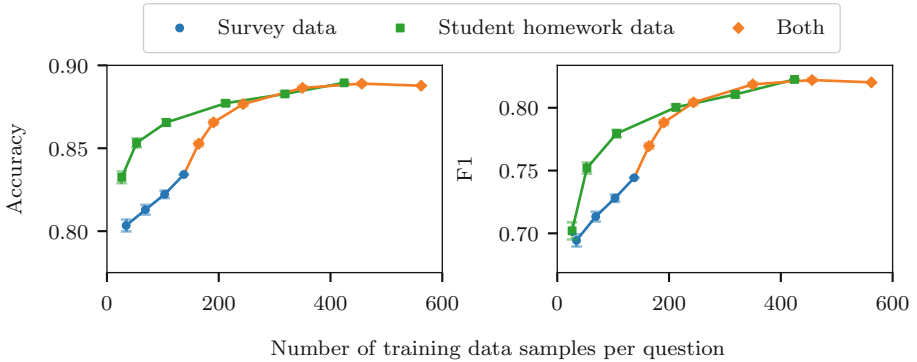 Survey data
Student homework data
Both
Accuracy
0.90
0.85
0.80
0
200
400
600
F1
0.80
0.75
0.70
0
200
400
600
Number of training data samples per question